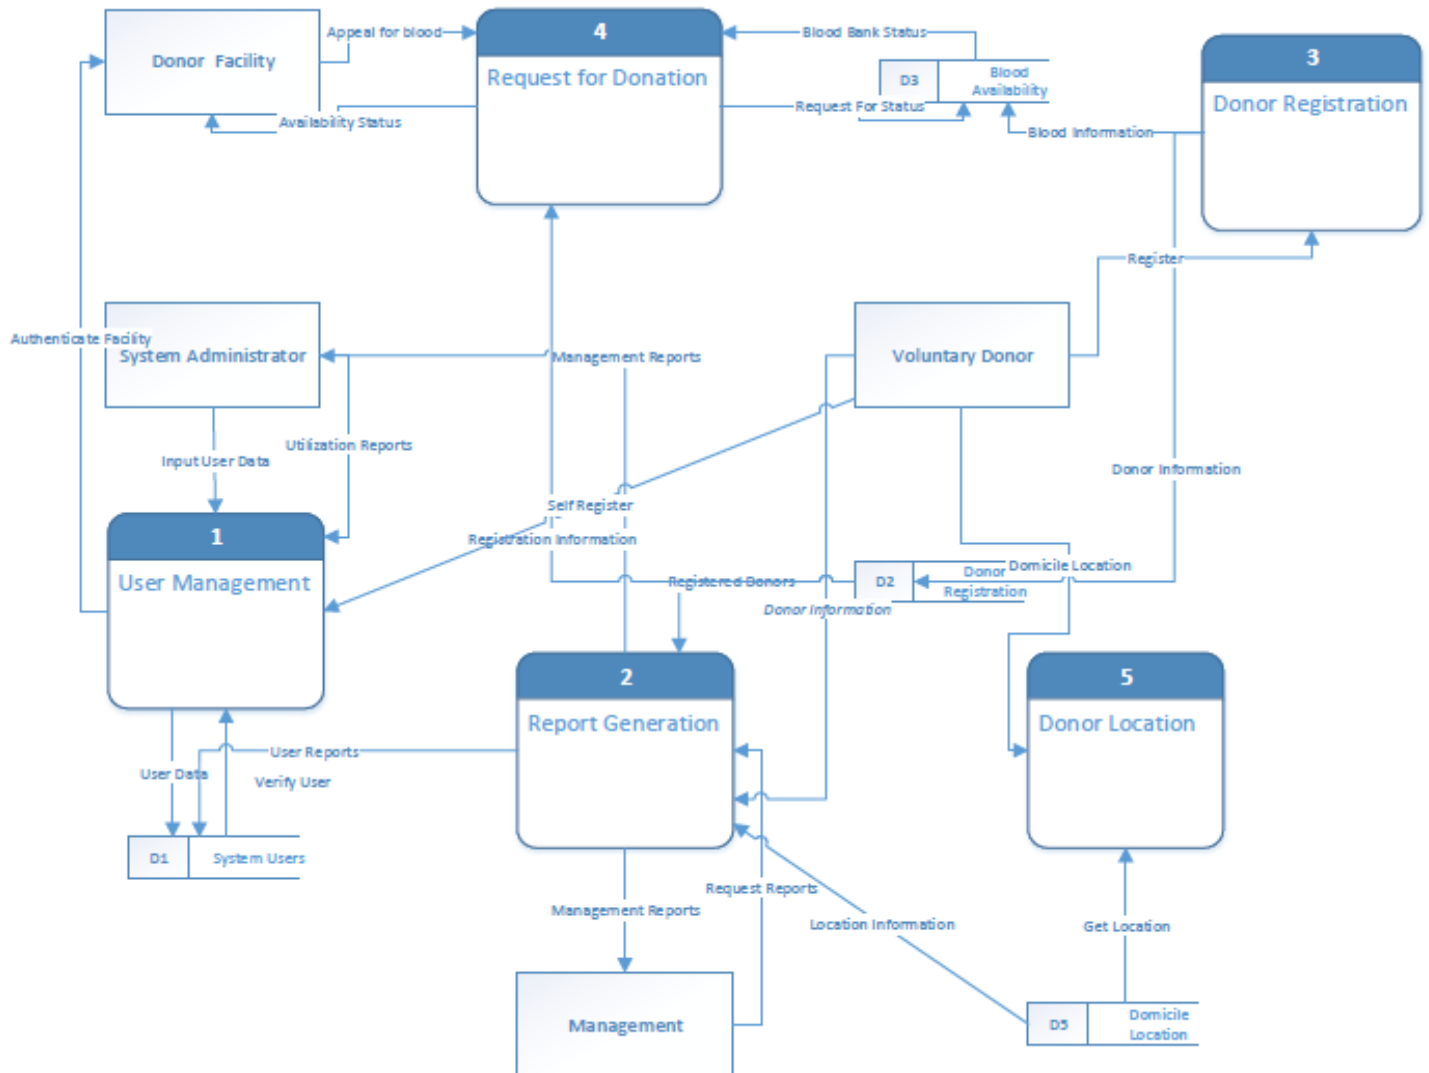 Appeal for blood
4
Blood Bank Status
3
Donor Facility
Request for Donation
D3
Blood
Availability
Donor Registration
Request For Status
Availability Status
Blood Information
Register
Authenticate Facility
System Administrator
Management Reports
Voluntary Donor
Utilization Reports
Input User Data
Donor Information
Self Register
1
Registration Information
User Management
Registered Donors
D2
Donor
Registration
Domicile Location
Donor Information
2
5
Report Generation
Donor Location
User Reports
User Data
Verify User
D1
System Users
Request Reports
Management Reports
Location Information
Get Location
Management
D5
Domicile
Location